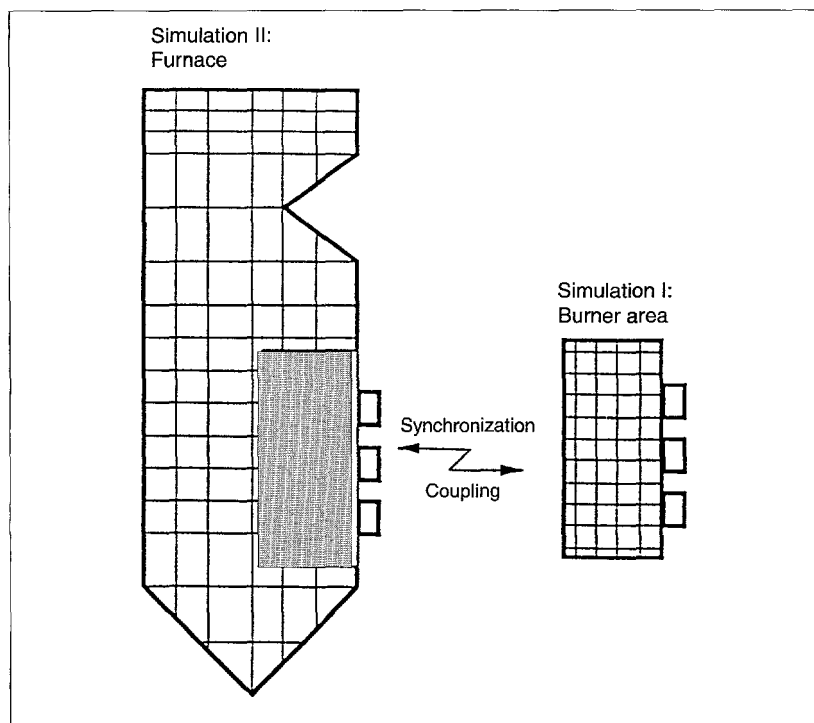 Simulation II:
Furnace
Simulation I:
Burner area
Synchronization
Coupling